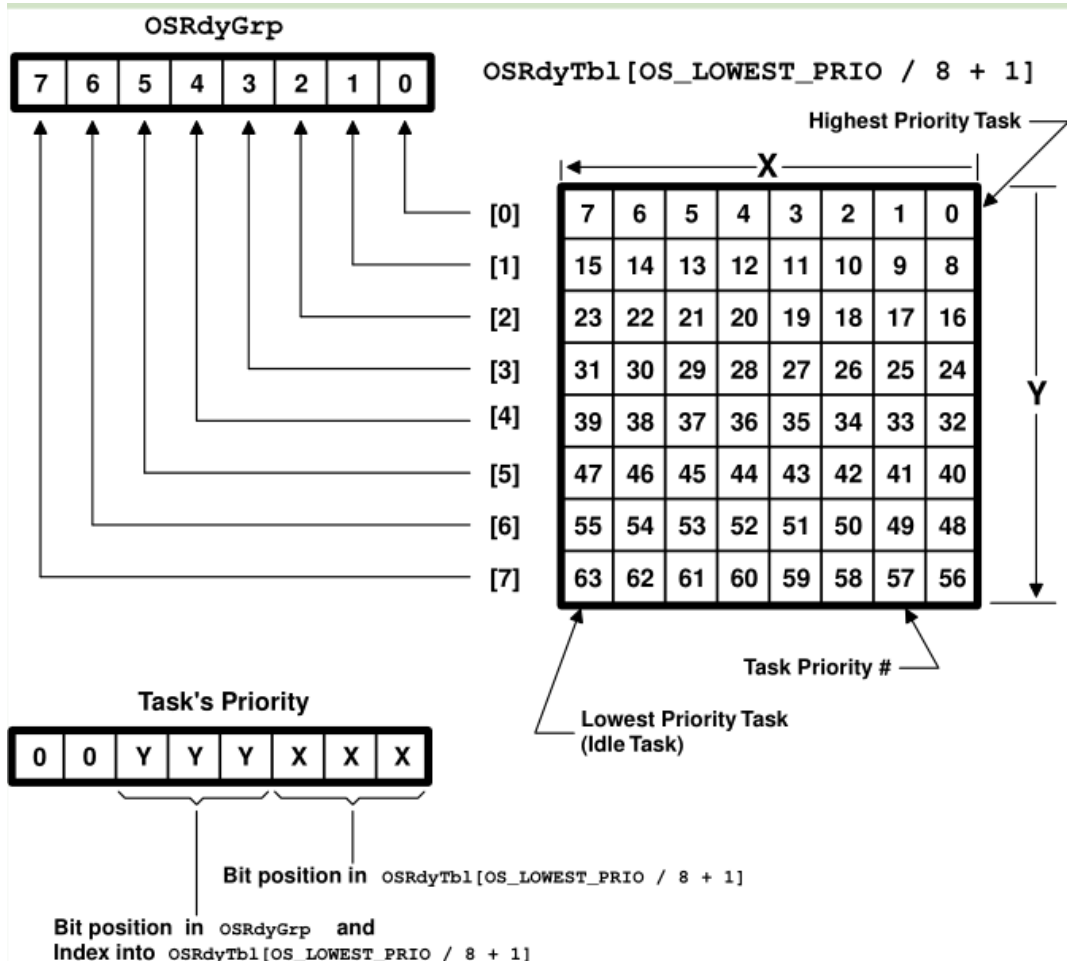 OSRdyGrp
7 6 5 4 3 2 1 0
OSRdyTbl[OS_LOWEST_PRIO / 8 + 1]
Highest Priority Task
X
[0] 7 6 5 4 3 2 1 0
[1] 15 14 13 12 11 10 9 8
[2] 23 22 21 20 19 18 17 16
[3] 31 30 29 28 27 26 25 24
[4] 39 38 37 36 35 34 33 32
[5] 47 46 45 44 43 42 41 40
[6] 55 54 53 52 51 50 49 48
[7] 63 62 61 60 59 58 57 56
Y
Task Priority #
Lowest Priority Task
(Idle Task)
Task's Priority
0 0 Y Y Y X X X
Bit position in OSRdyTbl[OS_LOWEST_PRIO / 8 + 1]
Bit position in OSRdyGrp and
Index into OSRdyTbl[OS_LOWEST_PRIO / 8 + 1]